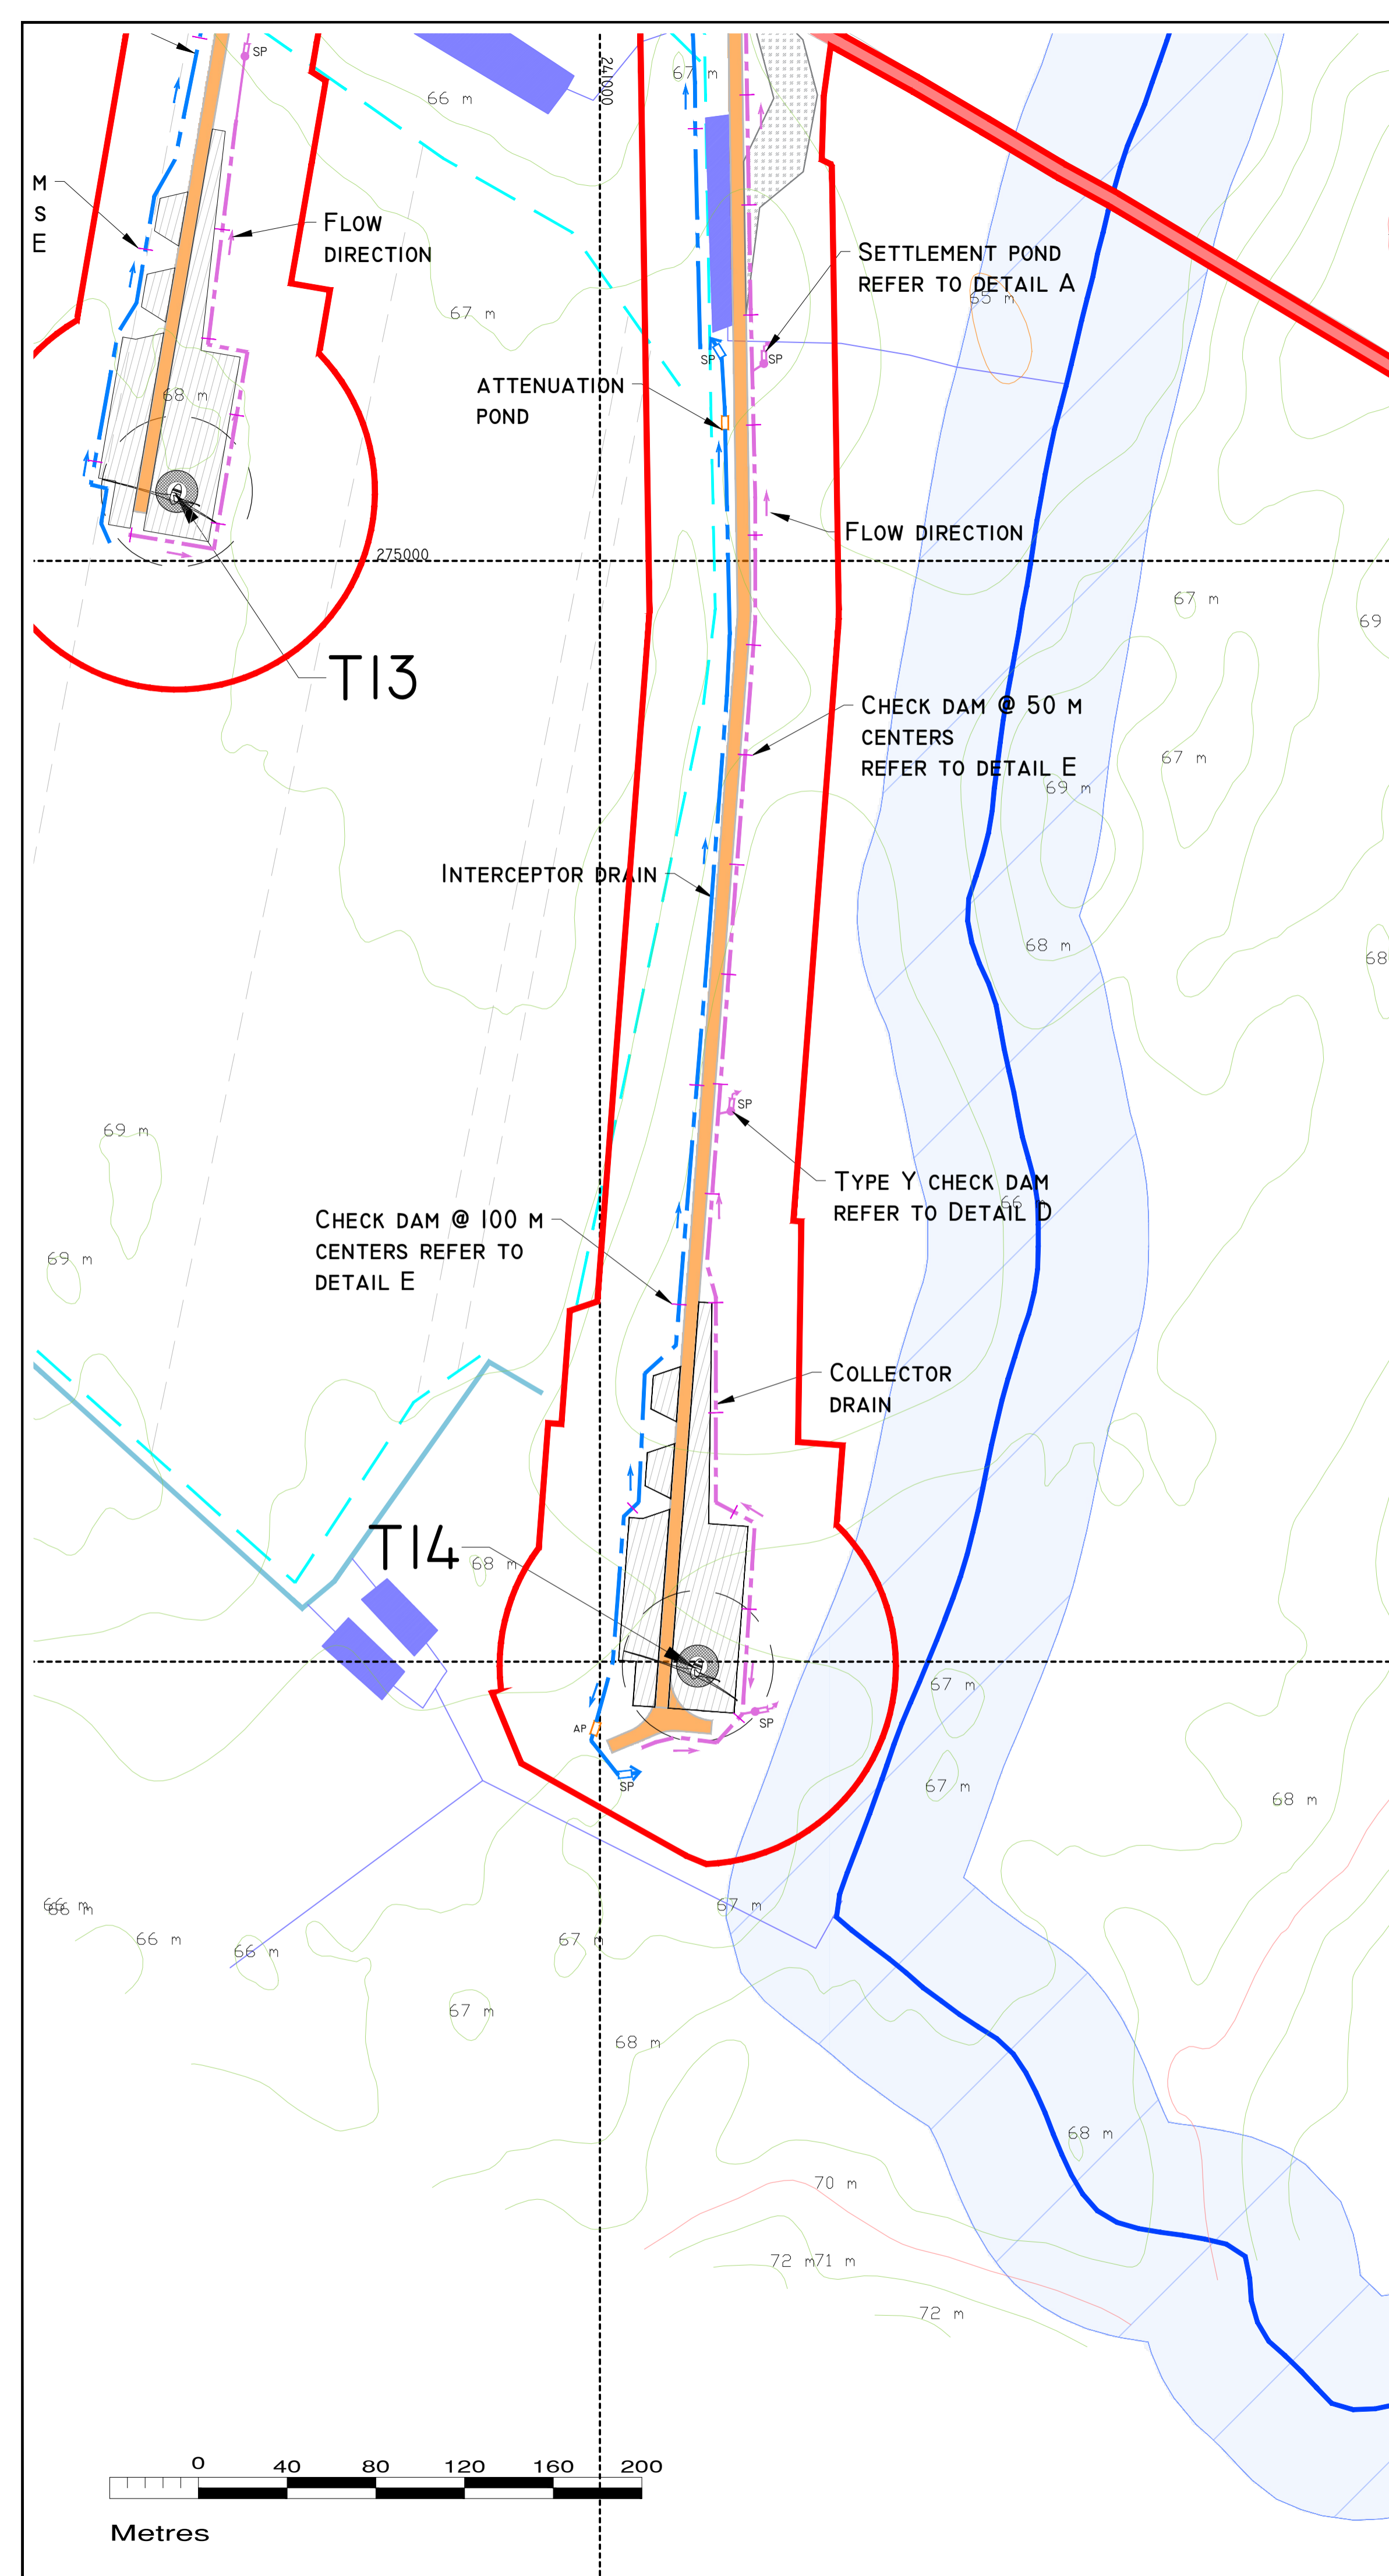 SP
241000
67 m
66 m
M
S
E
FLOW
DIRECTION
SETTLEMENT POND
REFER TO DETAIL A
65 m
67 m
SP
SP
ATTENUATION
POND
68 m
FLOW DIRECTION
275000
67 m
69
T13
CHECK DAM @ 50 M
CENTERS
REFER TO DETAIL E
67 m
69 m
INTERCEPTOR DRAIN
68 m
68
SP
69 m
TYPE Y CHECK DAM
REFER TO DETAIL D
66 m
CHECK DAM @ 100 M
CENTERS REFER TO
DETAIL E
69 m
COLLECTOR
DRAIN
T14
68 m
67 m
SP
AP
SP
67 m
68 m
66 m
66 m
67 m
66 m
66 m
67 m
67 m
68 m
68 m
70 m
72 m
71 m
72 m
0 40 80 120 160 200
Metres